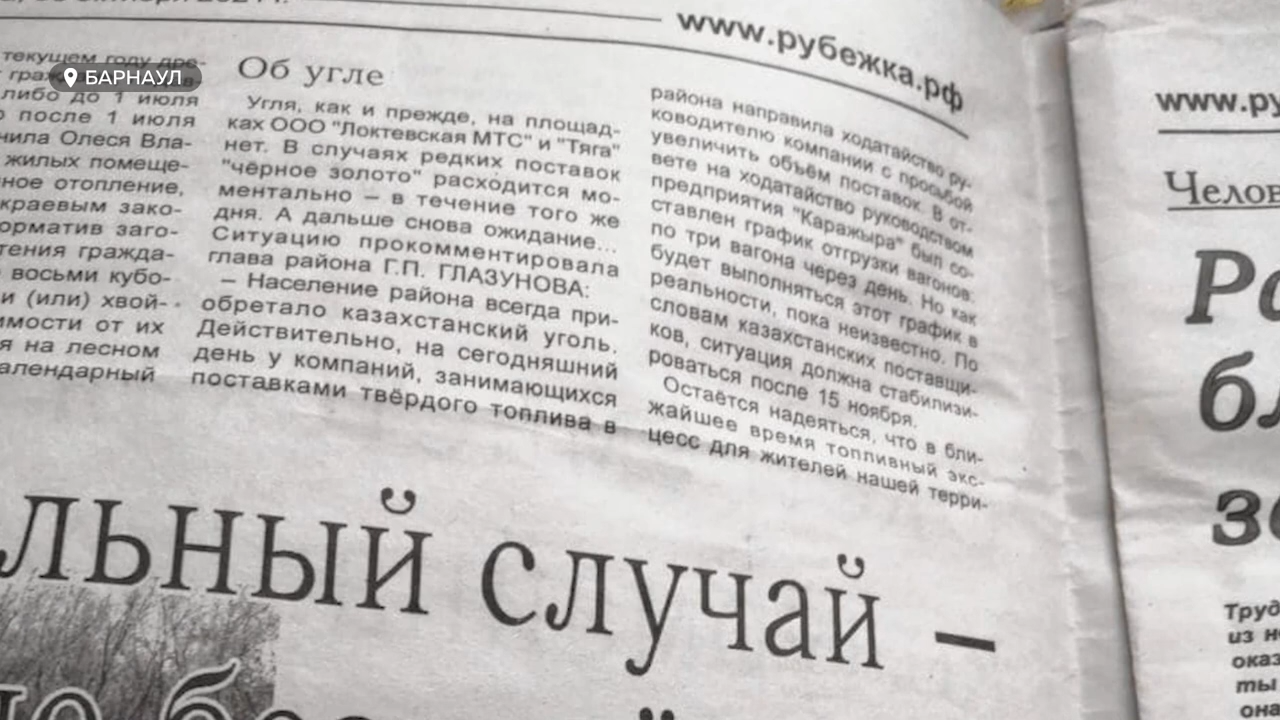 www.рубежка.рф
БАРНАУЛ
текущем году
либо до 1 июля
после 1 июля
Олеся Вла-
жилых помеще-
отопление,
краевым зако-
заго-
гражда-
восьми кубо-
и (или) хвой-
от их
на лесном
Об угле
Угля, как и прежде, на площад-
ках ООО "Локтевская МТС" и "Тяга"
нет. В случаях редких поставок
"чёрное золото" расходится мо-
ментально – в течение того же
дня. А дальше снова ожидание...
Ситуацию прокомментировала
глава района Г.П. ГЛАЗУНОВА:
– Население района всегда при-
обретало казахстанский уголь.
Действительно, на сегодняшний
день у компаний, занимающихся
поставками твёрдого топлива в
района направила ходатайство ру-
ководителю компании с просьбой
увеличить объём поставок. В от-
вете на ходатайство руководством
предприятия "Каражыра" был со-
ставлен график отгрузки вагонов:
по три вагона через день. Но как
будет выполняться этот график в
реальности, пока неизвестно. По
словам казахстанских поставщи-
ков, ситуация должна стабилизи-
роваться после 15 ноября.
Остаётся надеяться, что в бли-
жайшее время топливный экс-
цесс для жителей нашей терри-
льный случай –
www.ру
Челов
за
Труд
из
оказ
ты
она